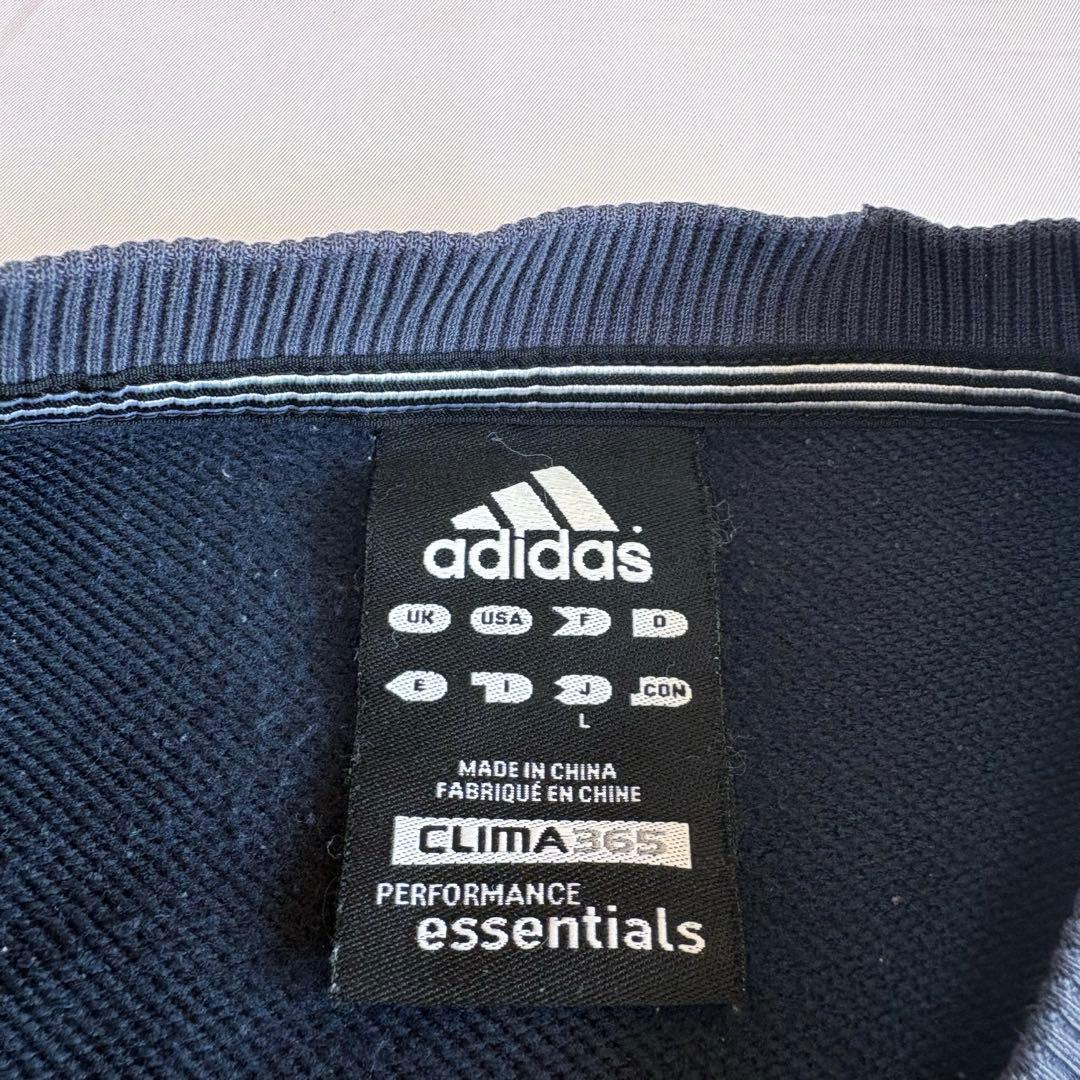 adidas
UK USA F D
E I J CON
L
MADE IN CHINA
FABRIQUÉ EN CHINE
CLIMA365
PERFORMANCE
essentials